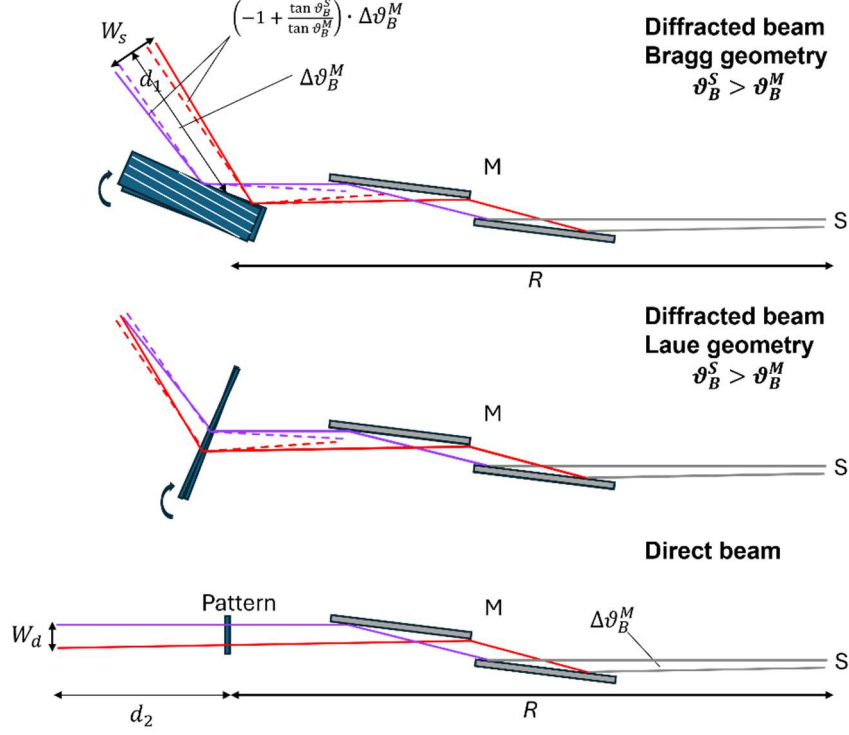 W_s
(−1 + tan ϑ_B^S / tan ϑ_B^M) · Δϑ_B^M
Diffracted beam
Bragg geometry
ϑ_B^S > ϑ_B^M
d_1
Δϑ_B^M
M
S
R
Diffracted beam
Laue geometry
ϑ_B^S > ϑ_B^M
M
S
Direct beam
Pattern
M
Δϑ_B^M
W_d
S
d_2
R